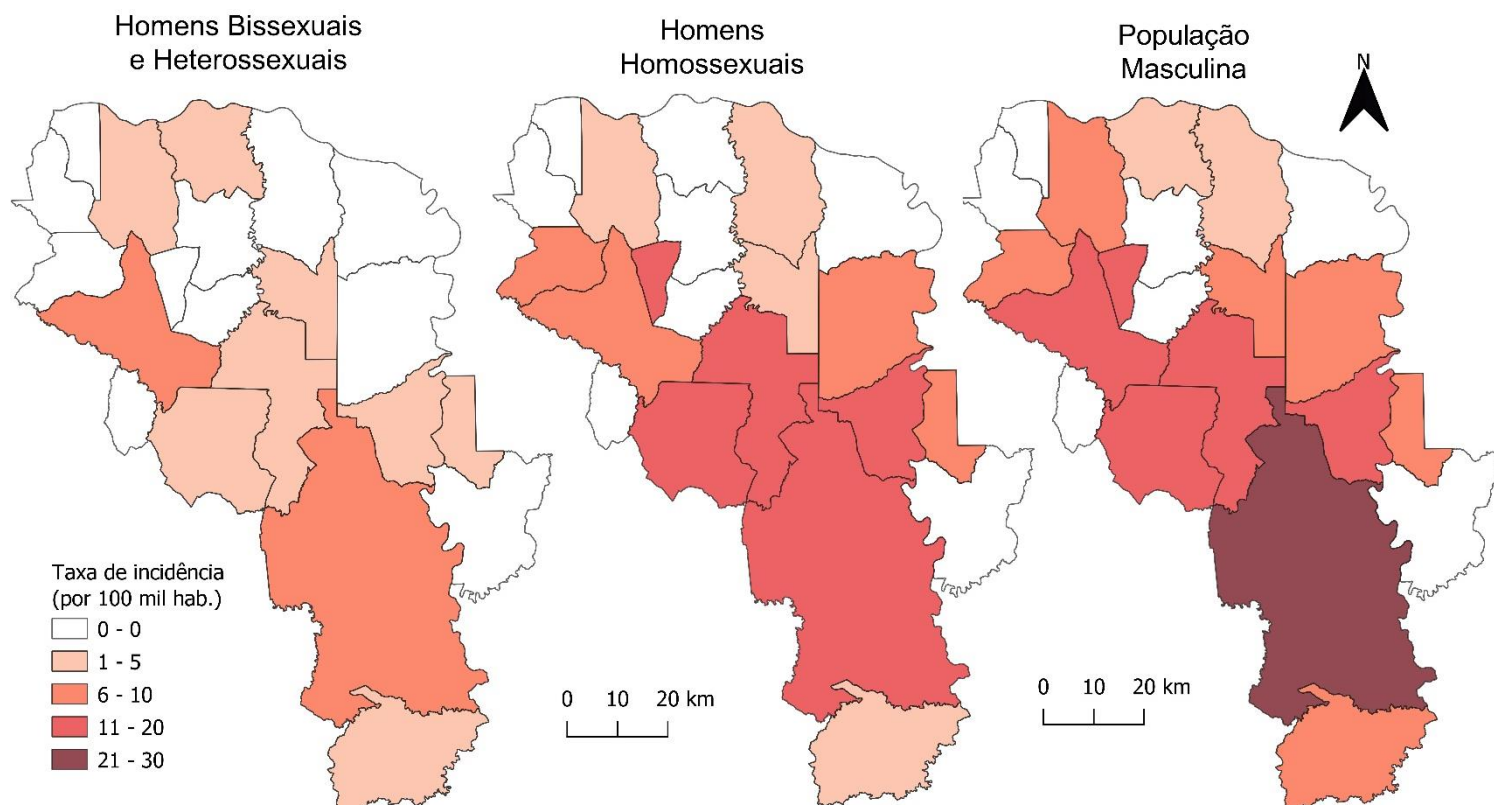 Homens Bissexuais
e Heterossexuais
Homens
Homossexuais
População
Masculina
N
Taxa de incidência
(por 100 mil hab.)
0 - 0
1 - 5
6 - 10
11 - 20
21 - 30
0 10 20 km
0 10 20 km